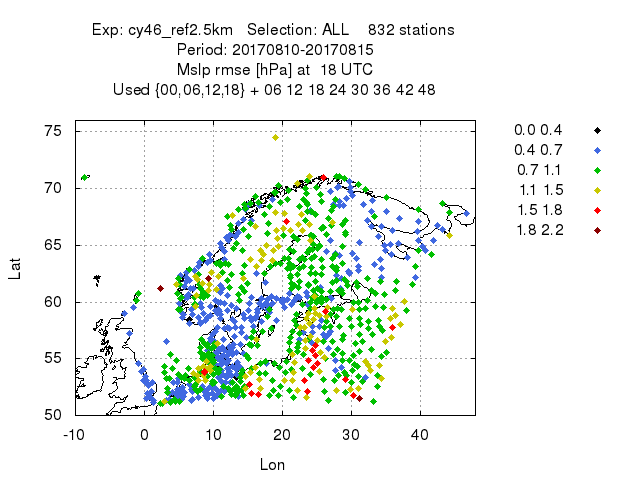 Exp: cy46_ref2.5km Selection: ALL 832 stations
Period: 20170810-20170815
Mslp rmse [hPa] at 18 UTC
Used {00,06,12,18} + 06 12 18 24 30 36 42 48
0.0 0.4
0.4 0.7
0.7 1.1
1.1 1.5
1.5 1.8
1.8 2.2
75
70
65
60
55
50
Lat
-10 0 10 20 30 40
Lon